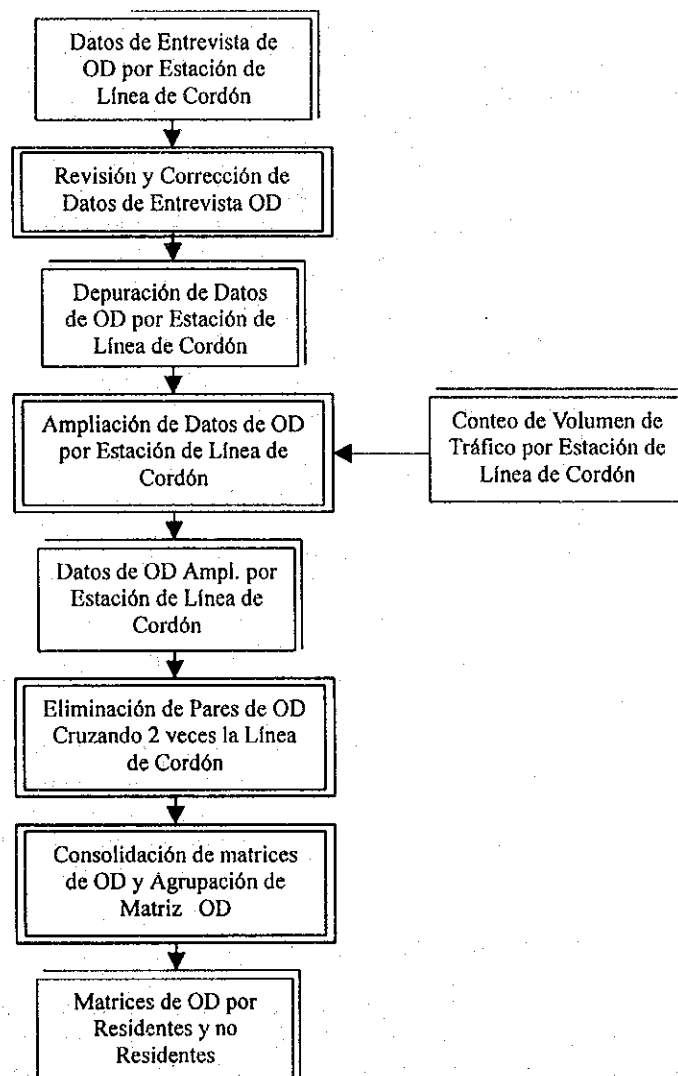 Datos de Entrevista de
OD por Estación de
Línea de Cordón
Revisión y Corrección de
Datos de Entrevista OD
Depuración de Datos
de OD por Estación de
Línea de Cordón
Ampliación de Datos de OD
por Estación de Línea de
Cordón
Conteo de Volumen de
Tráfico por Estación de
Línea de Cordón
Datos de OD Ampl. por
Estación de Línea de
Cordón
Eliminación de Pares de OD
Cruzando 2 veces la Línea
de Cordón
Consolidación de matrices
de OD y Agrupación de
Matriz OD
Matrices de OD por
Residentes y no
Residentes